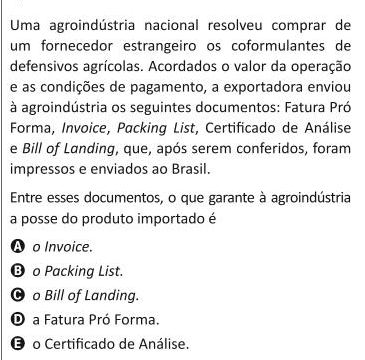 Uma agroindústria nacional resolveu comprar de
um fornecedor estrangeiro os coformulantes de
defensivos agrícolas. Acordados o valor da operação
e as condições de pagamento, a exportadora enviou
à agroindústria os seguintes documentos: Fatura Pró
Forma, Invoice, Packing List, Certificado de Análise
e Bill of Landing, que, após serem conferidos, foram
impressos e enviados ao Brasil.
Entre esses documentos, o que garante à agroindústria
a posse do produto importado é
A o Invoice.
B o Packing List.
C o Bill of Landing.
D a Fatura Pró Forma.
E o Certificado de Análise.